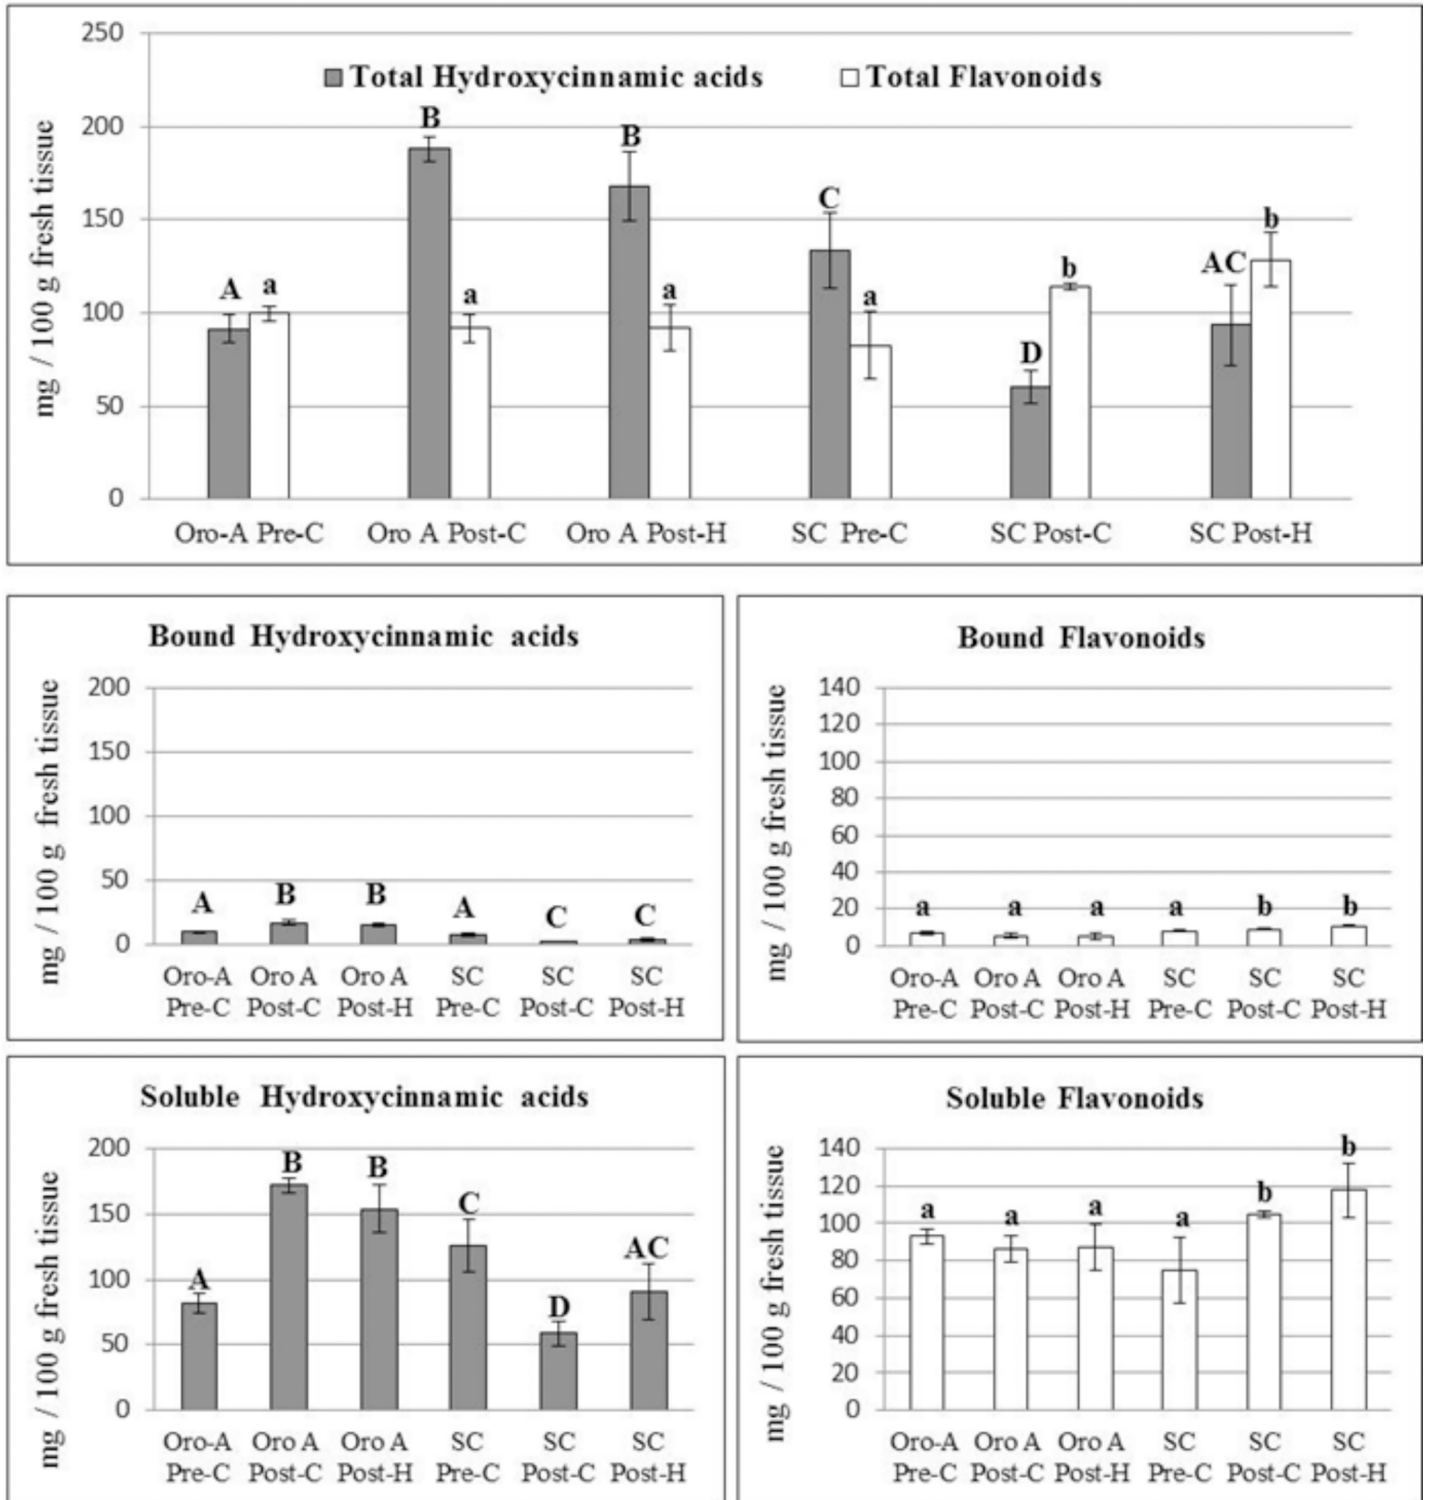 250
200
150
100
50
0
mg / 100 g fresh tissue
Total Hydroxycinnamic acids Total Flavonoids
A a B a B a C a D b AC b
Oro-A Pre-C Oro A Post-C Oro A Post-H SC Pre-C SC Post-C SC Post-H
Bound Hydroxycinnamic acids
200
150
100
50
0
mg / 100 g fresh tissue
A B B A C C
Oro-A Oro A Oro A SC SC SC
Pre-C Post-C Post-H Pre-C Post-C Post-H
Bound Flavonoids
140
120
100
80
60
40
20
0
mg / 100 g fresh tissue
a a a a b b
Oro-A Oro A Oro A SC SC SC
Pre-C Post-C Post-H Pre-C Post-C Post-H
Soluble Hydroxycinnamic acids
200
150
100
50
0
mg / 100 g fresh tissue
A B B C D AC
Oro-A Oro A Oro A SC SC SC
Pre-C Post-C Post-H Pre-C Post-C Post-H
Soluble Flavonoids
140
120
100
80
60
40
20
0
mg / 100 g fresh tissue
a a a a b b
Oro-A Oro A Oro A SC SC SC
Pre-C Post-C Post-H Pre-C Post-C Post-H